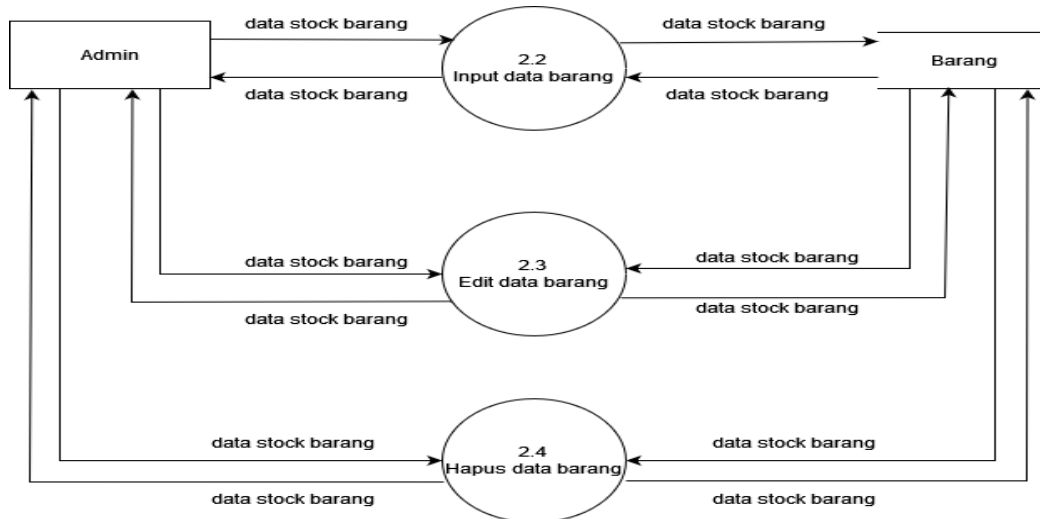 data stock barang
data stock barang
Admin
2.2
Input data barang
Barang
data stock barang
data stock barang
data stock barang
data stock barang
2.3
Edit data barang
data stock barang
data stock barang
data stock barang
data stock barang
2.4
Hapus data barang
data stock barang
data stock barang